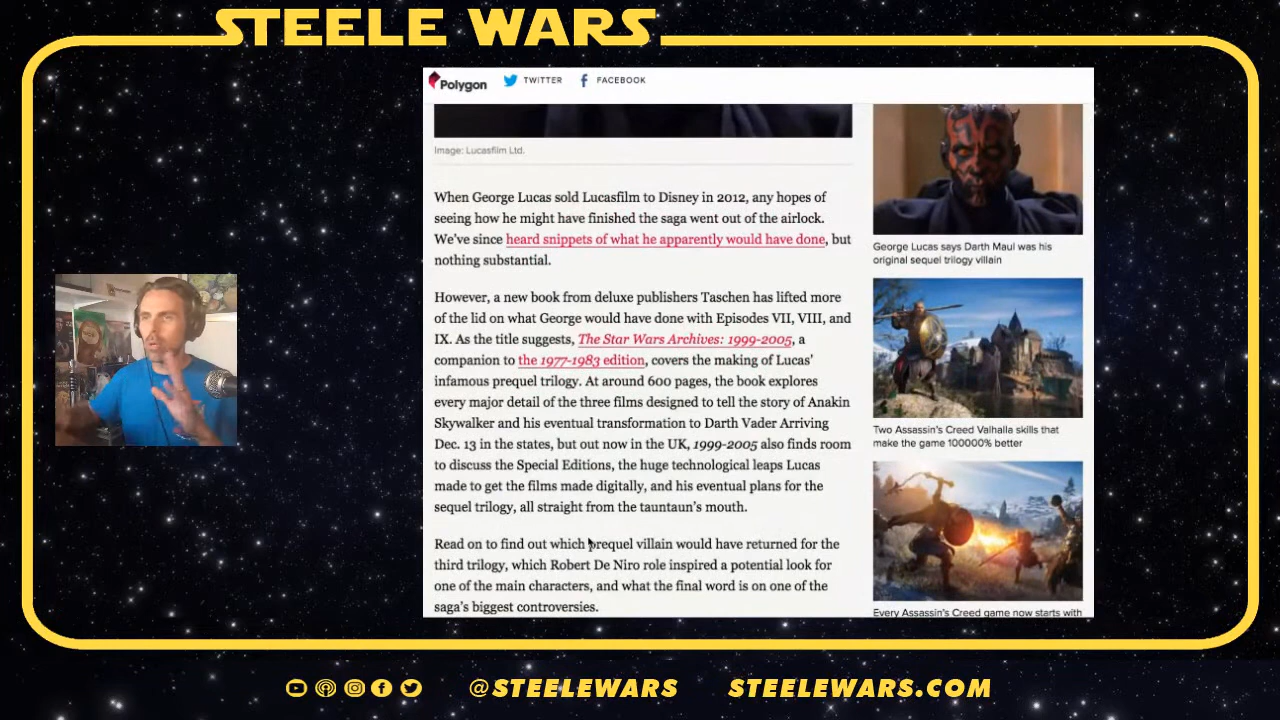 STEELE WARS
Polygon
TWITTER
FACEBOOK
Image: Lucasfilm Ltd.
When George Lucas sold Lucasfilm to Disney in 2012, any hopes of
seeing how he might have finished the saga went out of the airlock.
We've since heard snippets of what he apparently would have done, but
nothing substantial.
However, a new book from deluxe publishers Taschen has lifted more
of the lid on what George would have done with Episodes VII, VIII, and
IX. As the title suggests, The Star Wars Archives: 1999-2005, a
companion to the 1977-1983 edition, covers the making of Lucas'
infamous prequel trilogy. At around 600 pages, the book explores
every major detail of the three films designed to tell the story of Anakin
Skywalker and his eventual transformation to Darth Vader Arriving
Dec. 13 in the states, but out now in the UK, 1999-2005 also finds room
to discuss the Special Editions, the huge technological leaps Lucas
made to get the films made digitally, and his eventual plans for the
sequel trilogy, all straight from the tauntaun's mouth.
Read on to find out which prequel villain would have returned for the
third trilogy, which Robert De Niro role inspired a potential look for
one of the main characters, and what the final word is on one of the
saga's biggest controversies.
George Lucas says Darth Maul was his
original sequel trilogy villain
Two Assassin's Creed Valhalla skills that
make the game 100000% better
Every Assassin's Creed game now starts with
@STEELEWARS
STEELEWARS.COM